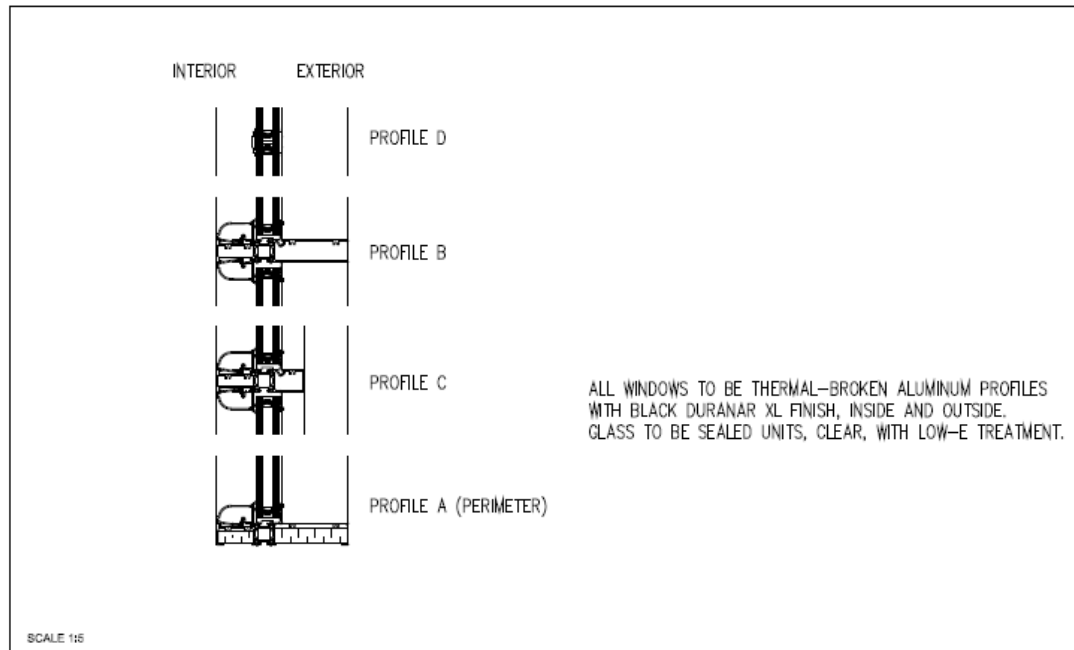 INTERIOR EXTERIOR
PROFILE D
PROFILE B
PROFILE C
ALL WINDOWS TO BE THERMAL-BROKEN ALUMINUM PROFILES
WITH BLACK DURANAR XL FINISH, INSIDE AND OUTSIDE.
GLASS TO BE SEALED UNITS, CLEAR, WITH LOW-E TREATMENT.
PROFILE A (PERIMETER)
SCALE 1:5